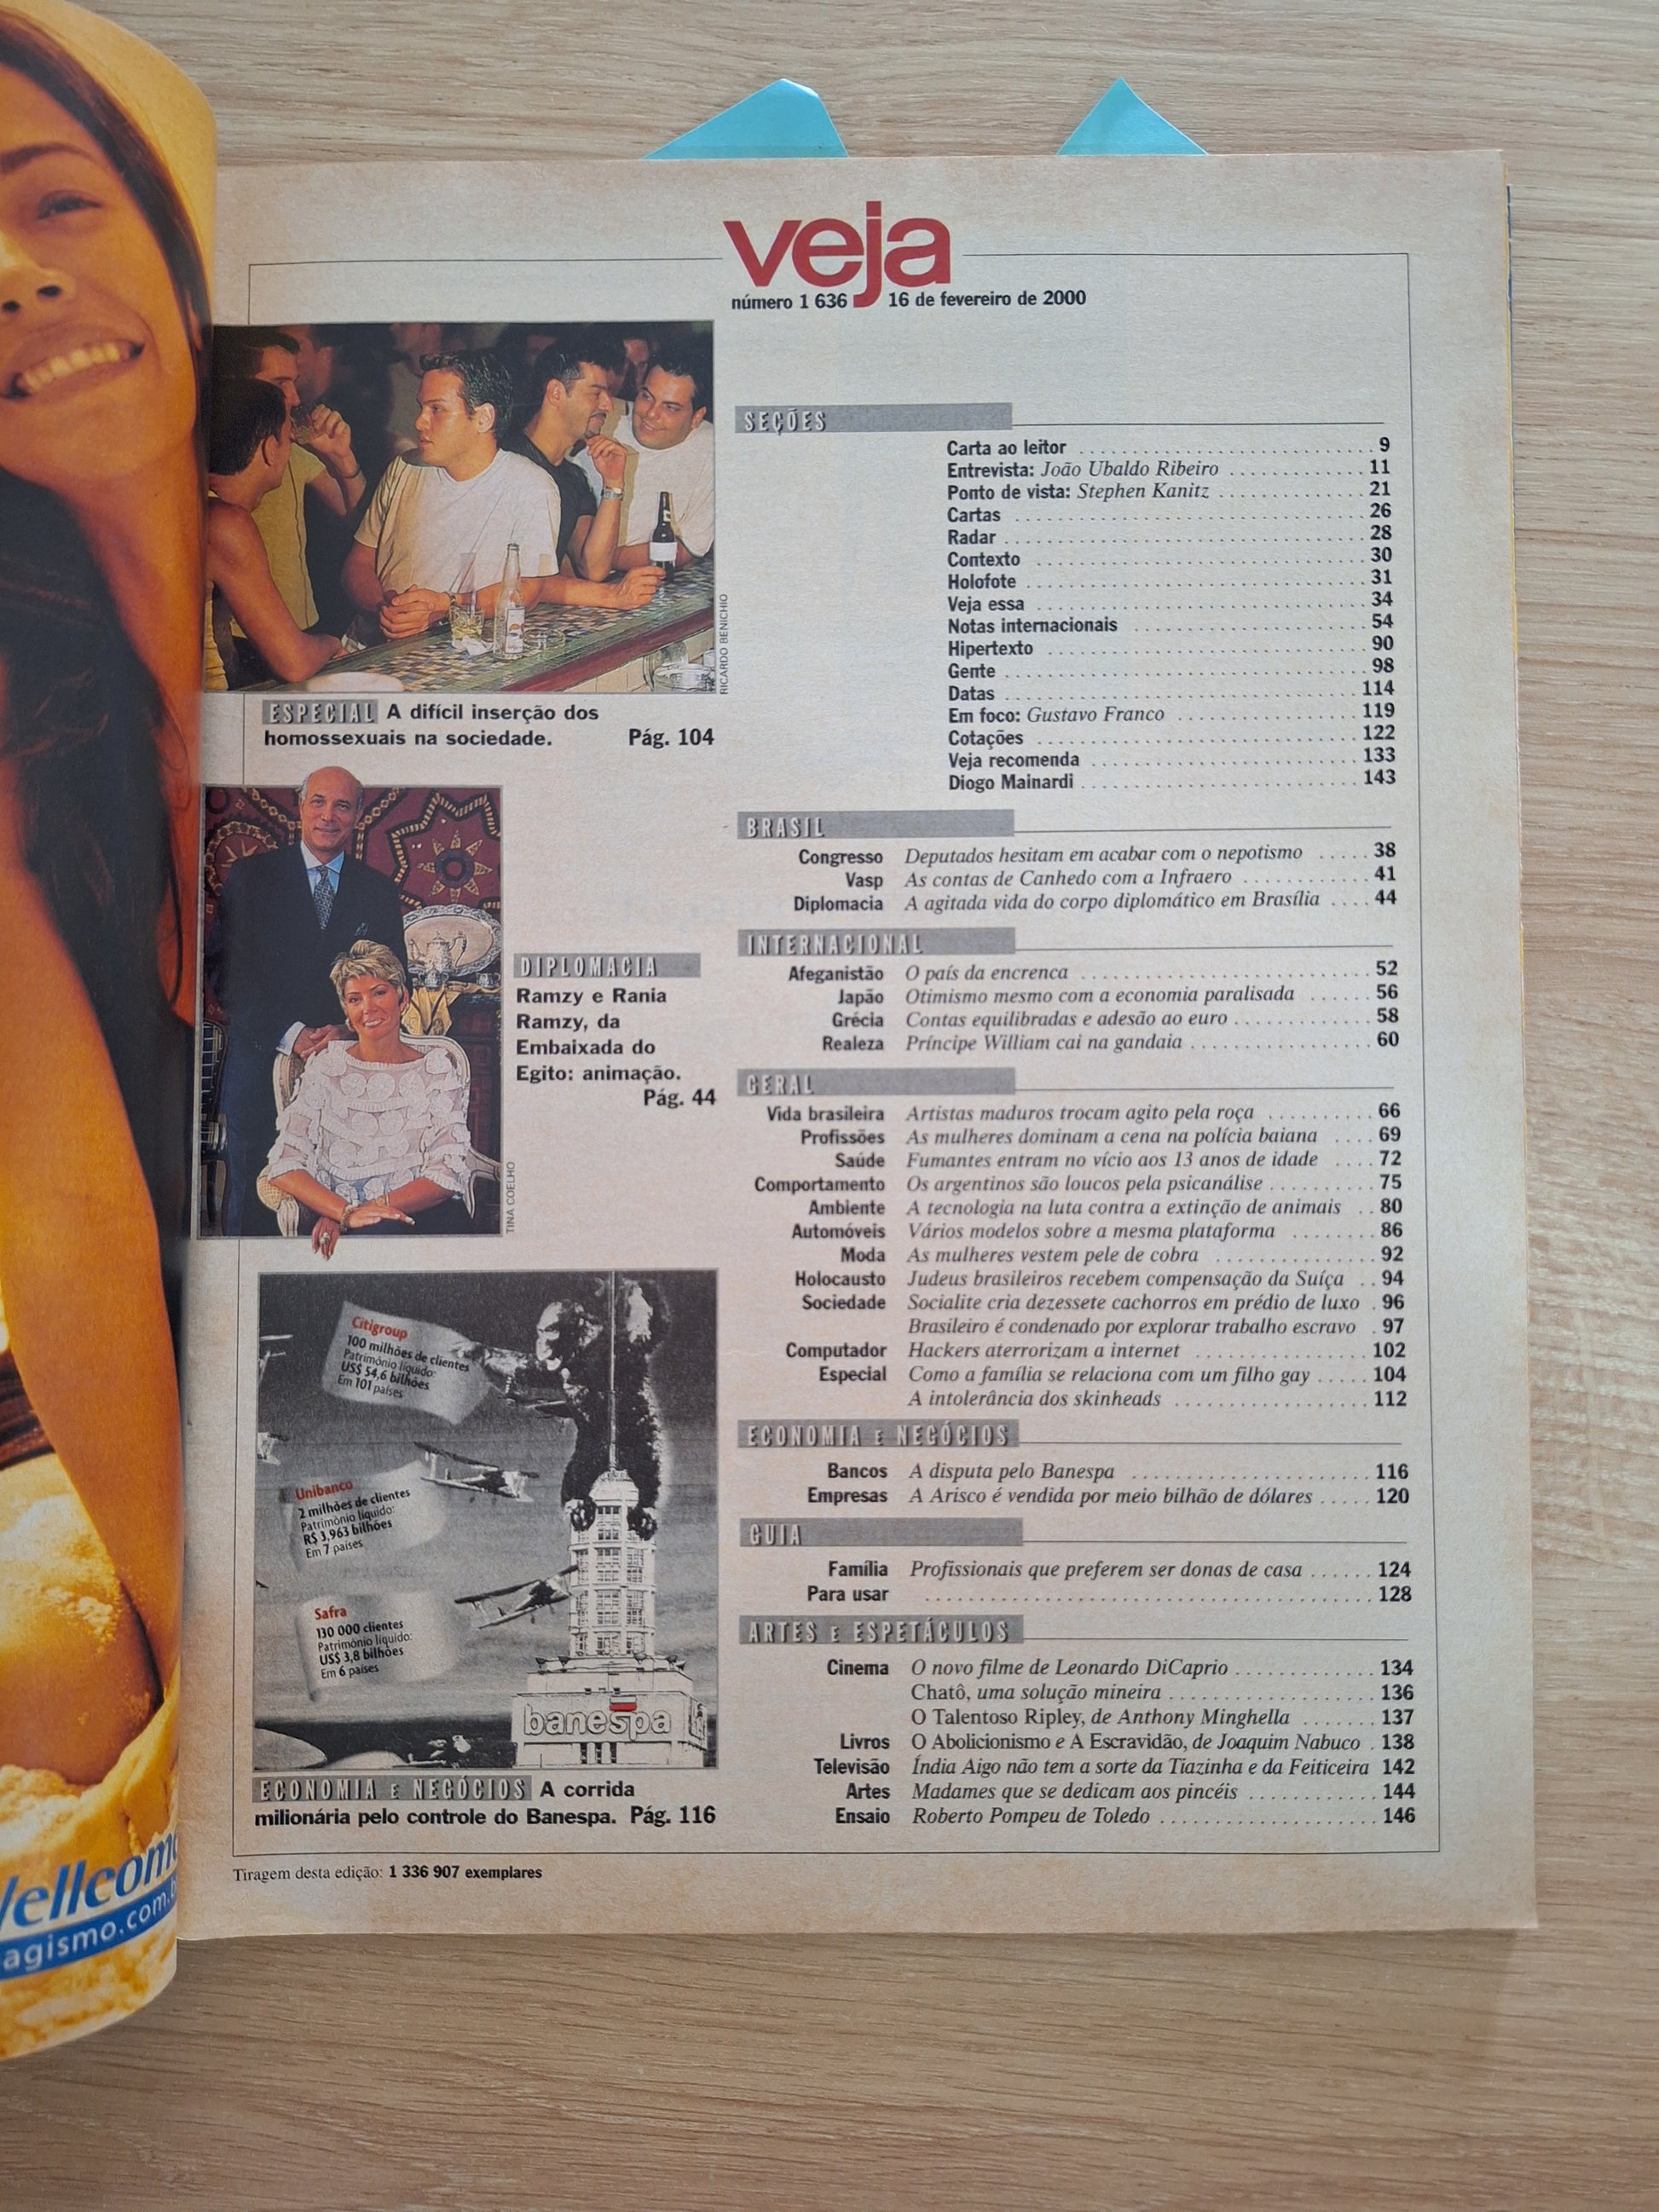 veja
número 1 636 16 de fevereiro de 2000
RICARDO BENICHIO
ESPECIAL A difícil inserção dos
homossexuais na sociedade. Pág. 104
DIPLOMACIA
Ramzy e Rania
Ramzy, da
Embaixada do
Egito: animação.
Pág. 44
TINA COELHO
Citigroup
100 milhões de clientes
Patrimônio líquido:
US$ 54,6 bilhões
Em 101 países
Unibanco
2 milhões de clientes
Patrimônio líquido:
R$ 3,963 bilhões
Em 7 países
Safra
130 000 clientes
Patrimônio líquido:
US$ 3,8 bilhões
Em 6 países
banespa
ECONOMIA E NEGÓCIOS A corrida
milionária pelo controle do Banespa. Pág. 116
SEÇÕES
Carta ao leitor 9
Entrevista: João Ubaldo Ribeiro 11
Ponto de vista: Stephen Kanitz 21
Cartas 26
Radar 28
Contexto 30
Holofote 31
Veja essa 34
Notas internacionais 54
Hipertexto 90
Gente 98
Datas 114
Em foco: Gustavo Franco 119
Cotações 122
Veja recomenda 133
Diogo Mainardi 143
BRASIL
Congresso Deputados hesitam em acabar com o nepotismo 38
Vasp As contas de Canhedo com a Infraero 41
Diplomacia A agitada vida do corpo diplomático em Brasília 44
INTERNACIONAL
Afeganistão O país da encrenca 52
Japão Otimismo mesmo com a economia paralisada 56
Grécia Contas equilibradas e adesão ao euro 58
Realeza Príncipe William cai na gandaia 60
GERAL
Vida brasileira Artistas maduros trocam agito pela roça 66
Profissões As mulheres dominam a cena na polícia baiana 69
Saúde Fumantes entram no vício aos 13 anos de idade 72
Comportamento Os argentinos são loucos pela psicanálise 75
Ambiente A tecnologia na luta contra a extinção de animais 80
Automóveis Vários modelos sobre a mesma plataforma 86
Moda As mulheres vestem pele de cobra 92
Holocausto Judeus brasileiros recebem compensação da Suíça 94
Sociedade Socialite cria dezessete cachorros em prédio de luxo 96
Brasileiro é condenado por explorar trabalho escravo 97
Computador Hackers aterrorizam a internet 102
Especial Como a família se relaciona com um filho gay 104
A intolerância dos skinheads 112
ECONOMIA E NEGÓCIOS
Bancos A disputa pelo Banespa 116
Empresas A Arisco é vendida por meio bilhão de dólares 120
GUIA
Família Profissionais que preferem ser donas de casa 124
Para usar 128
ARTES E ESPETÁCULOS
Cinema O novo filme de Leonardo DiCaprio 134
Chatô, uma solução mineira 136
O Talentoso Ripley, de Anthony Minghella 137
Livros O Abolicionismo e A Escravidão, de Joaquim Nabuco 138
Televisão Índia Aigo não tem a sorte da Tiazinha e da Feiticeira 142
Artes Madames que se dedicam aos pincéis 144
Ensaio Roberto Pompeu de Toledo 146
Tiragem desta edição: 1 336 907 exemplares